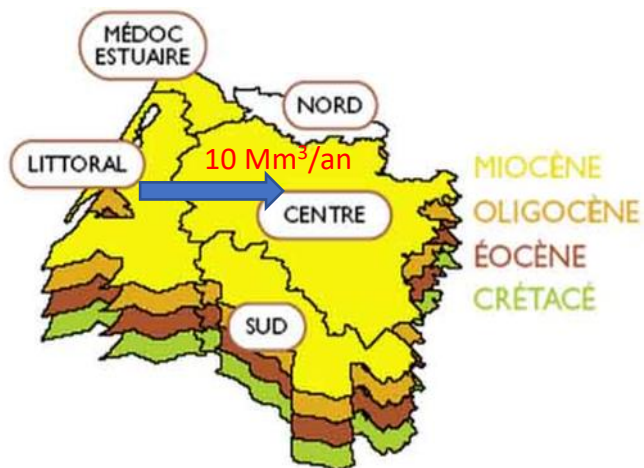 MÉDOC
ESTUAIRE
NORD
LITTORAL
10 Mm³/an
CENTRE
SUD
MIOCÈNE
OLIGOCÈNE
ÉOCÈNE
CRÉTACÉ